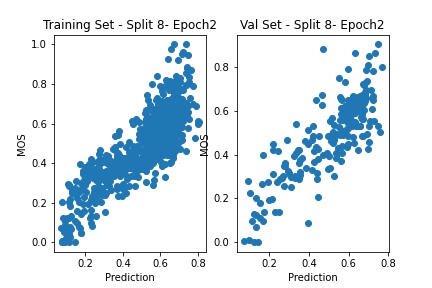 Training Set - Split 8- Epoch2
Val Set - Split 8- Epoch2
MOS
1.0
0.8
0.6
0.4
0.2
0.0
0.2 0.4 0.6 0.8
Prediction
MOS
0.8
0.6
0.4
0.2
0.0
0.2 0.4 0.6 0.8
Prediction